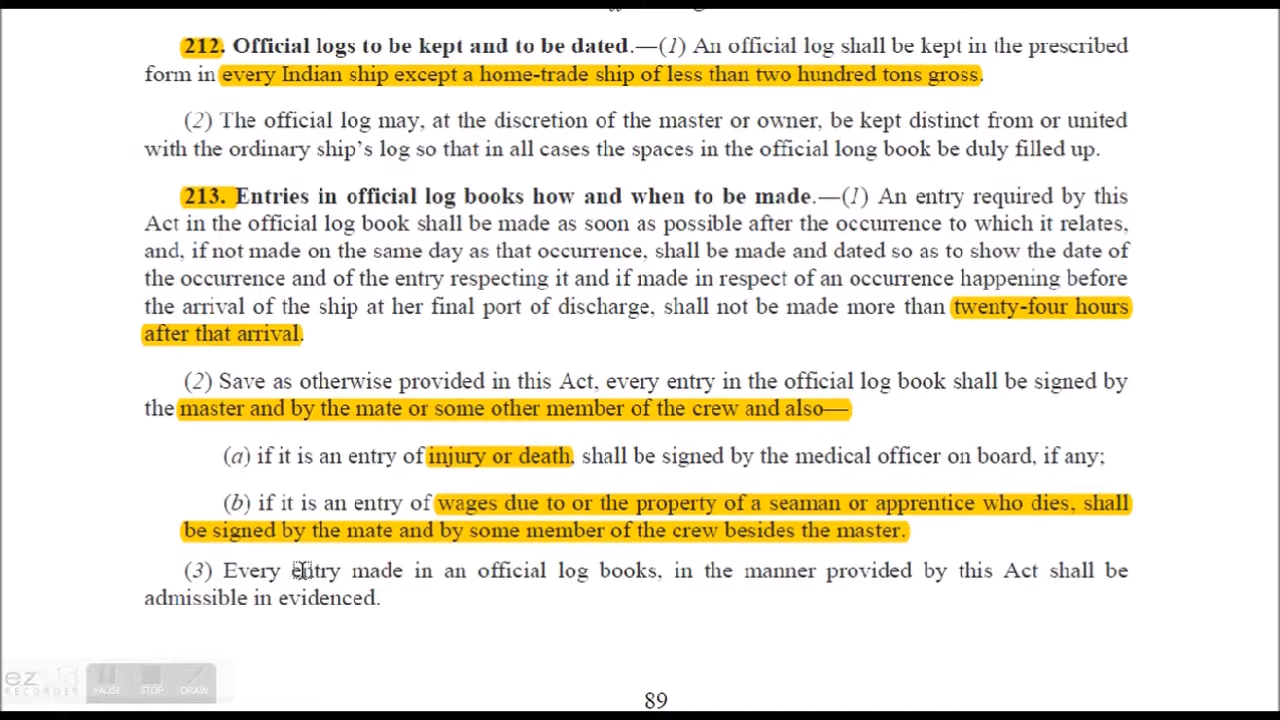 212. Official logs to be kept and to be dated.—(1) An official log shall be kept in the prescribed
form in every Indian ship except a home-trade ship of less than two hundred tons gross.
(2) The official log may, at the discretion of the master or owner, be kept distinct from or united
with the ordinary ship's log so that in all cases the spaces in the official long book be duly filled up.
213. Entries in official log books how and when to be made.—(1) An entry required by this
Act in the official log book shall be made as soon as possible after the occurrence to which it relates,
and, if not made on the same day as that occurrence, shall be made and dated so as to show the date of
the occurrence and of the entry respecting it and if made in respect of an occurrence happening before
the arrival of the ship at her final port of discharge, shall not be made more than twenty-four hours
after that arrival.
(2) Save as otherwise provided in this Act, every entry in the official log book shall be signed by
the master and by the mate or some other member of the crew and also—
(a) if it is an entry of injury or death, shall be signed by the medical officer on board, if any;
(b) if it is an entry of wages due to or the property of a seaman or apprentice who dies, shall
be signed by the mate and by some member of the crew besides the master.
(3) Every entry made in an official log books, in the manner provided by this Act shall be
admissible in evidenced.
ez
RECORDER
PAUSE STOP DRAW
89